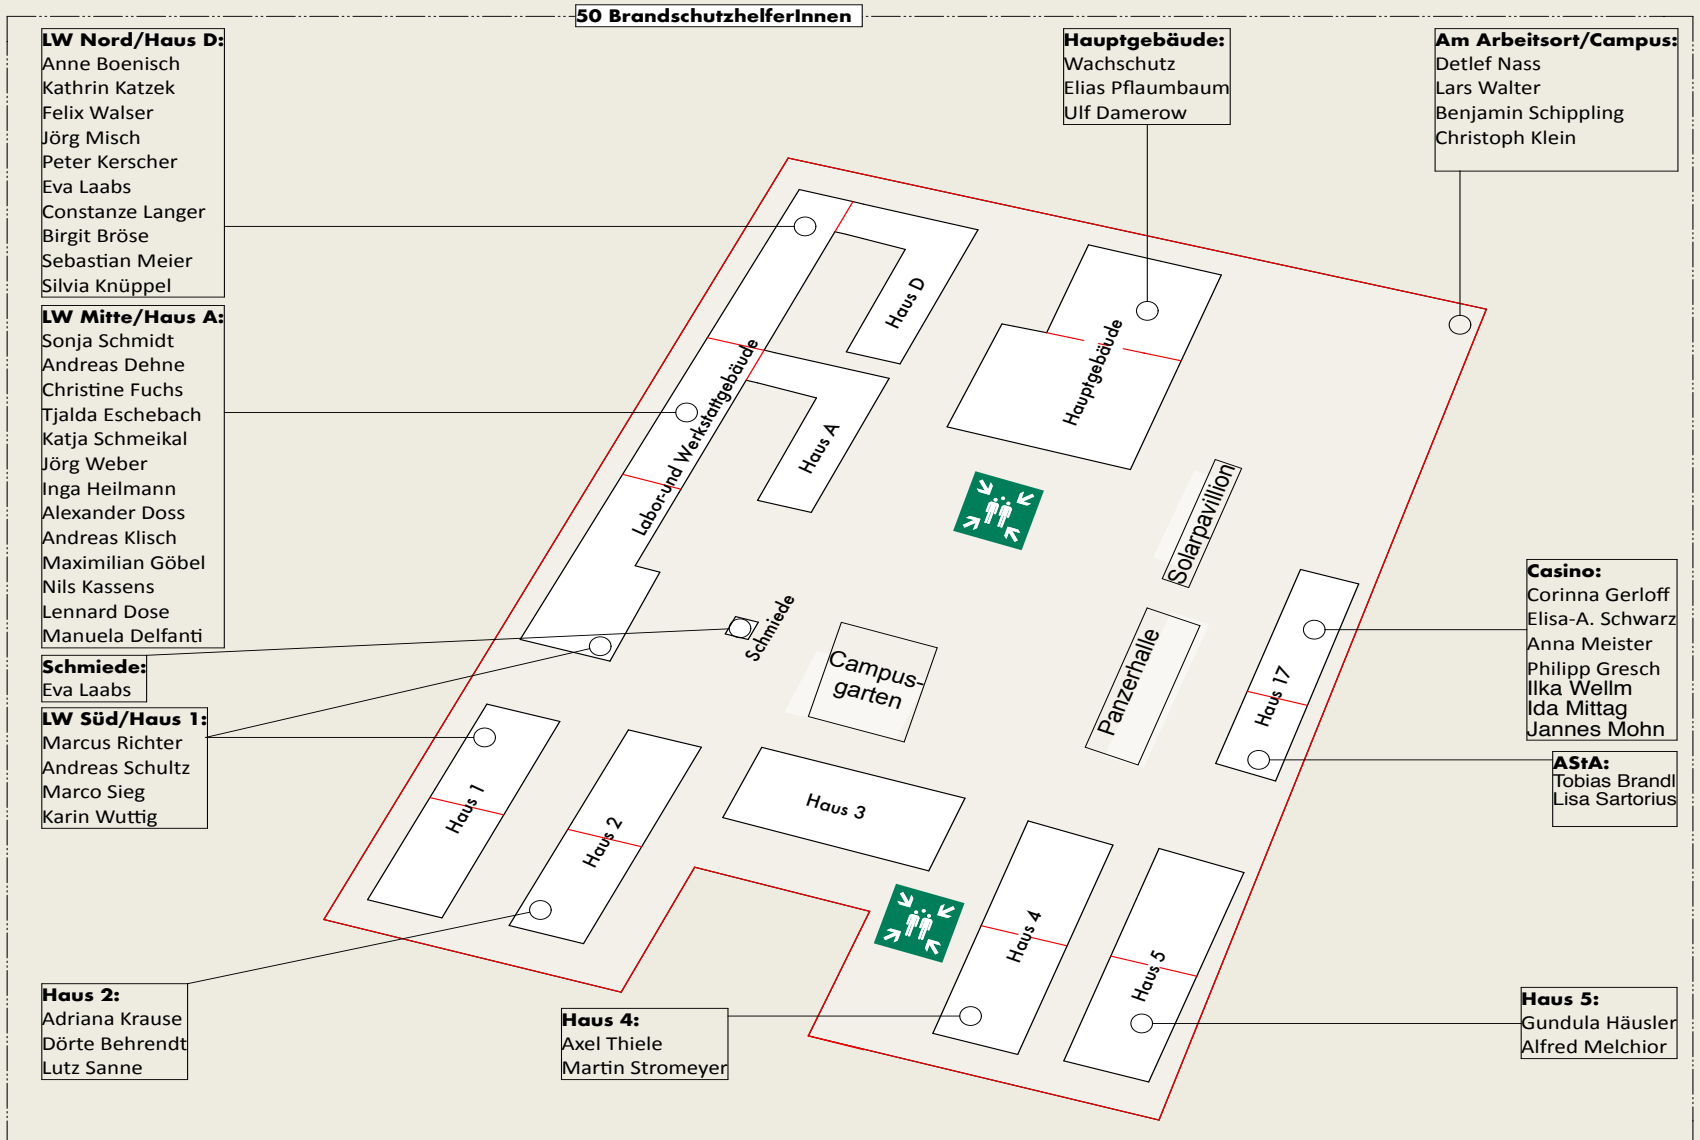 50 BrandschutzhelferInnen
LW Nord/Haus D:
Anne Boenisch
Kathrin Katzek
Felix Walser
Jörg Misch
Peter Kerscher
Eva Laabs
Constanze Langer
Birgit Bröse
Sebastian Meier
Silvia Knüppel
LW Mitte/Haus A:
Sonja Schmidt
Andreas Dehne
Christine Fuchs
Tjalda Eschebach
Katja Schmeikal
Jörg Weber
Inga Heilmann
Alexander Doss
Andreas Klisch
Maximilian Göbel
Nils Kassens
Lennard Dose
Manuela Delfanti
Schmiede:
Eva Laabs
LW Süd/Haus 1:
Marcus Richter
Andreas Schultz
Marco Sieg
Karin Wuttig
Haus 2:
Adriana Krause
Dörte Behrendt
Lutz Sanne
Haus 4:
Axel Thiele
Martin Stromeyer
Hauptgebäude:
Wachschutz
Elias Pflaumbaum
Ulf Damerow
Am Arbeitsort/Campus:
Detlef Nass
Lars Walter
Benjamin Schippling
Christoph Klein
Casino:
Corinna Gerloff
Elisa-A. Schwarz
Anna Meister
Philipp Gresch
Ilka Wellm
Ida Mittag
Jannes Mohn
AStA:
Tobias Brandl
Lisa Sartorius
Haus 5:
Gundula Häusler
Alfred Melchior
Haus D
Hauptgebäude
Labor-und Werkstattgebäude
Haus A
Solarpavillion
Schmiede
Campus-
garten
Panzerhalle
Haus 17
Haus 1
Haus 2
Haus 3
Haus 4
Haus 5